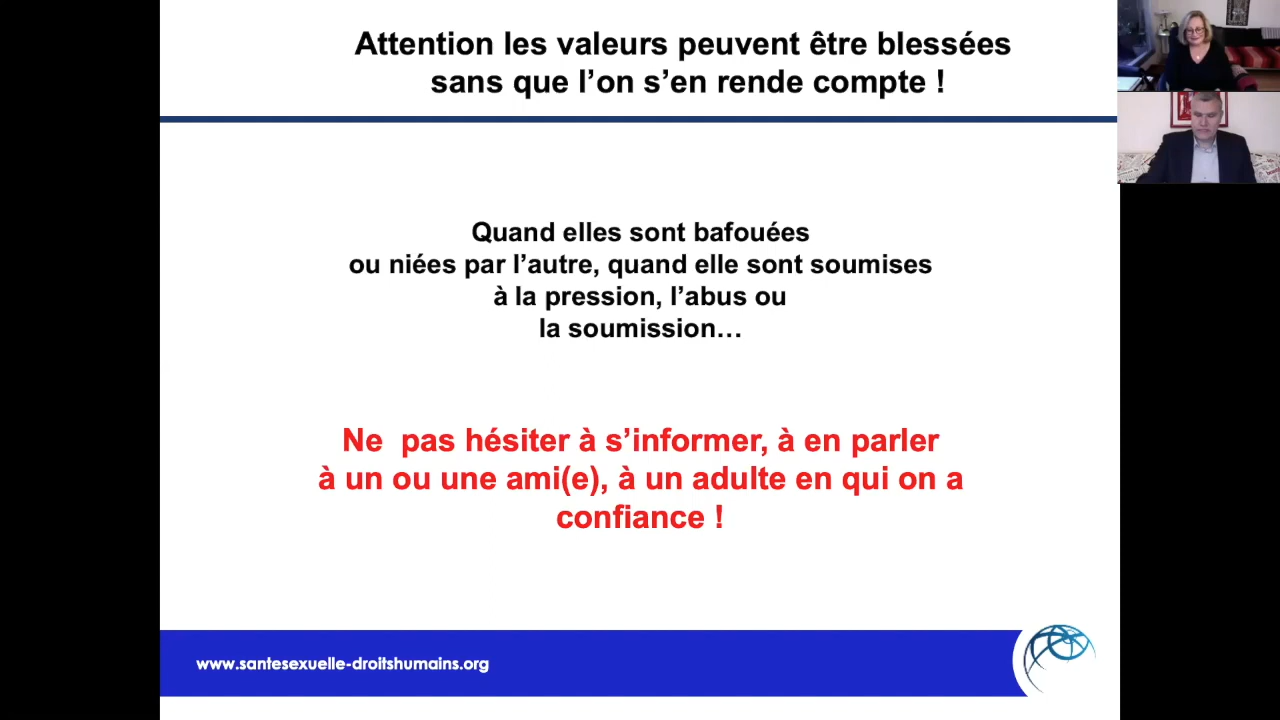 Attention les valeurs peuvent être blessées
sans que l’on s’en rende compte !
Quand elles sont bafouées
ou niées par l’autre, quand elle sont soumises
à la pression, l’abus ou
la soumission…
Ne  pas hésiter à s’informer, à en parler
à un ou une ami(e), à un adulte en qui on a
confiance !
www.santesexuelle-droitshumains.org